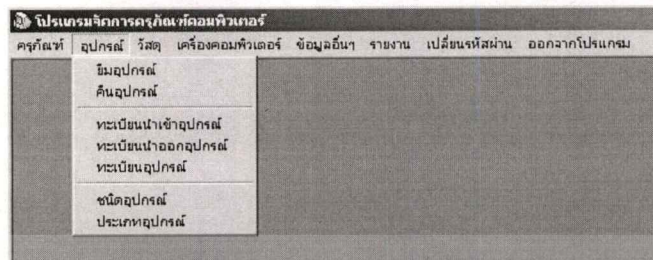 โปรแกรมจัดการครุภัณฑ์คอมพิวเตอร์
ครุภัณฑ์ อุปกรณ์ วัสดุ เครื่องคอมพิวเตอร์ ข้อมูลอื่นๆ รายงาน เปลี่ยนรหัสผ่าน ออกจากโปรแกรม
ยืมอุปกรณ์
คืนอุปกรณ์
ทะเบียนนำเข้าอุปกรณ์
ทะเบียนนำออกอุปกรณ์
ทะเบียนอุปกรณ์
ชนิดอุปกรณ์
ประเภทอุปกรณ์